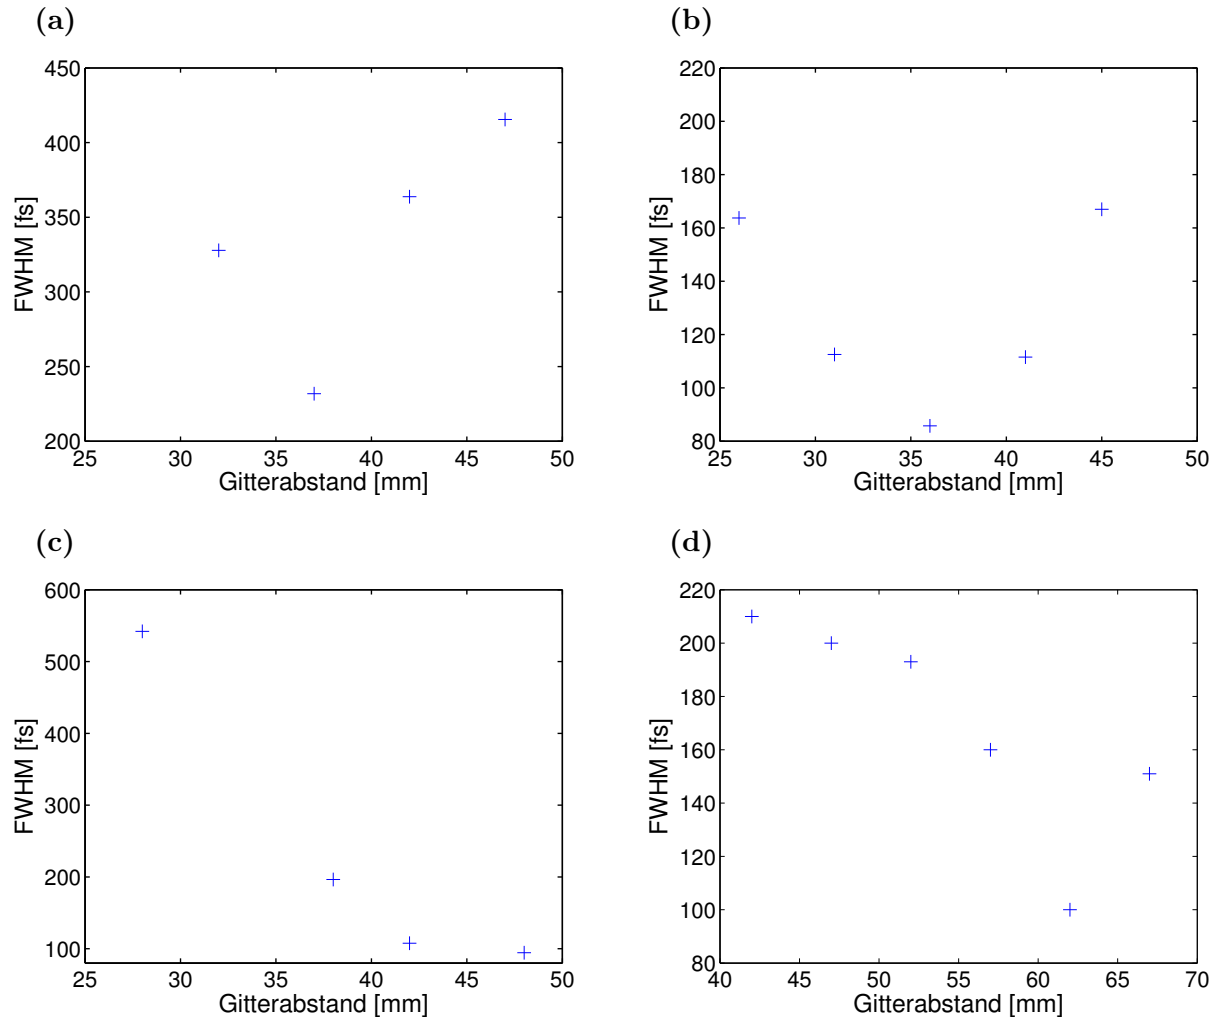 (a)
450
400
350
300
250
200
FWHM [fs]
25 30 35 40 45 50
Gitterabstand [mm]
(b)
220
200
180
160
140
120
100
80
FWHM [fs]
25 30 35 40 45 50
Gitterabstand [mm]
(c)
600
500
400
300
200
100
FWHM [fs]
25 30 35 40 45 50
Gitterabstand [mm]
(d)
220
200
180
160
140
120
100
80
FWHM [fs]
40 45 50 55 60 65 70
Gitterabstand [mm]